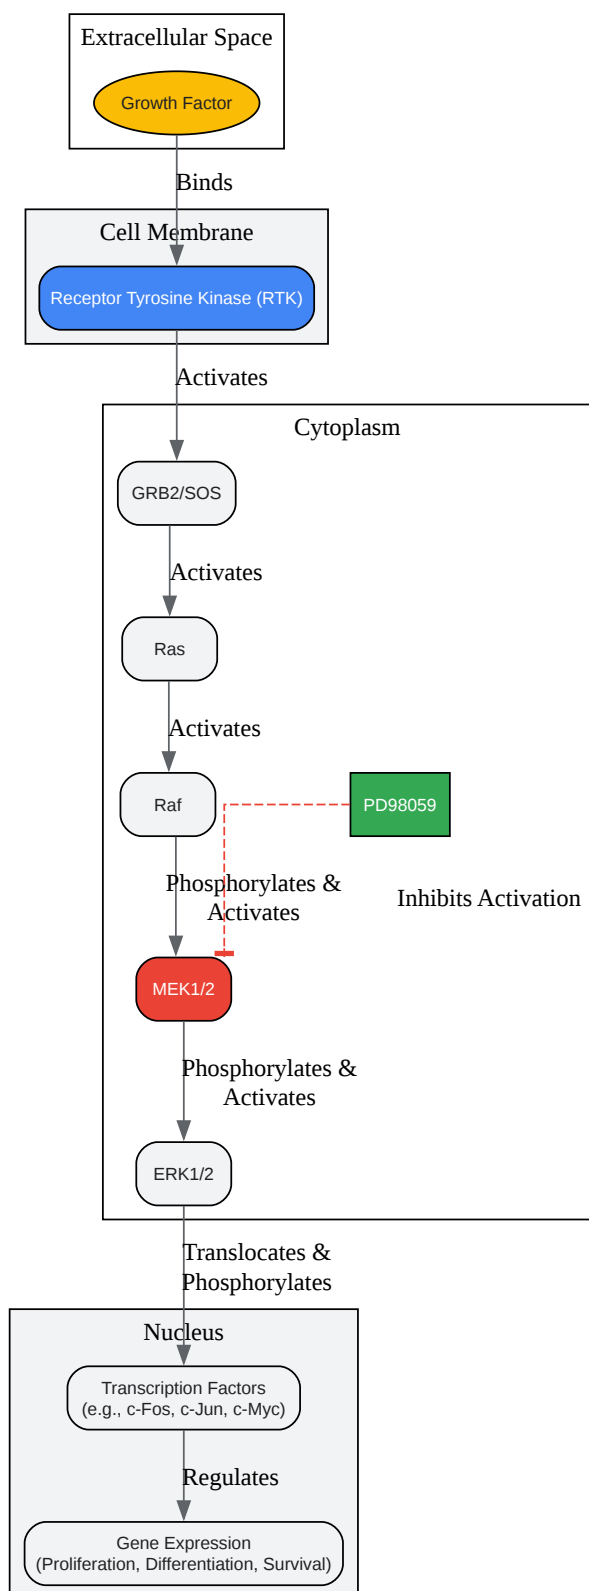 Extracellular Space
Growth Factor
Binds
Cell Membrane
Receptor Tyrosine Kinase (RTK)
Activates
Cytoplasm
GRB2/SOS
Activates
Ras
Activates
Raf
PD98059
Phosphorylates &
Activates
Inhibits Activation
MEK1/2
Phosphorylates &
Activates
ERK1/2
Translocates &
Phosphorylates
Nucleus
Transcription Factors
(e.g., c-Fos, c-Jun, c-Myc)
Regulates
Gene Expression
(Proliferation, Differentiation, Survival)